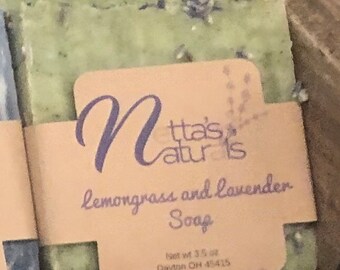 Netta's
Naturals
Lemongrass and Lavender
Soap
Net wt 3.5 oz
Dayton OH 45415